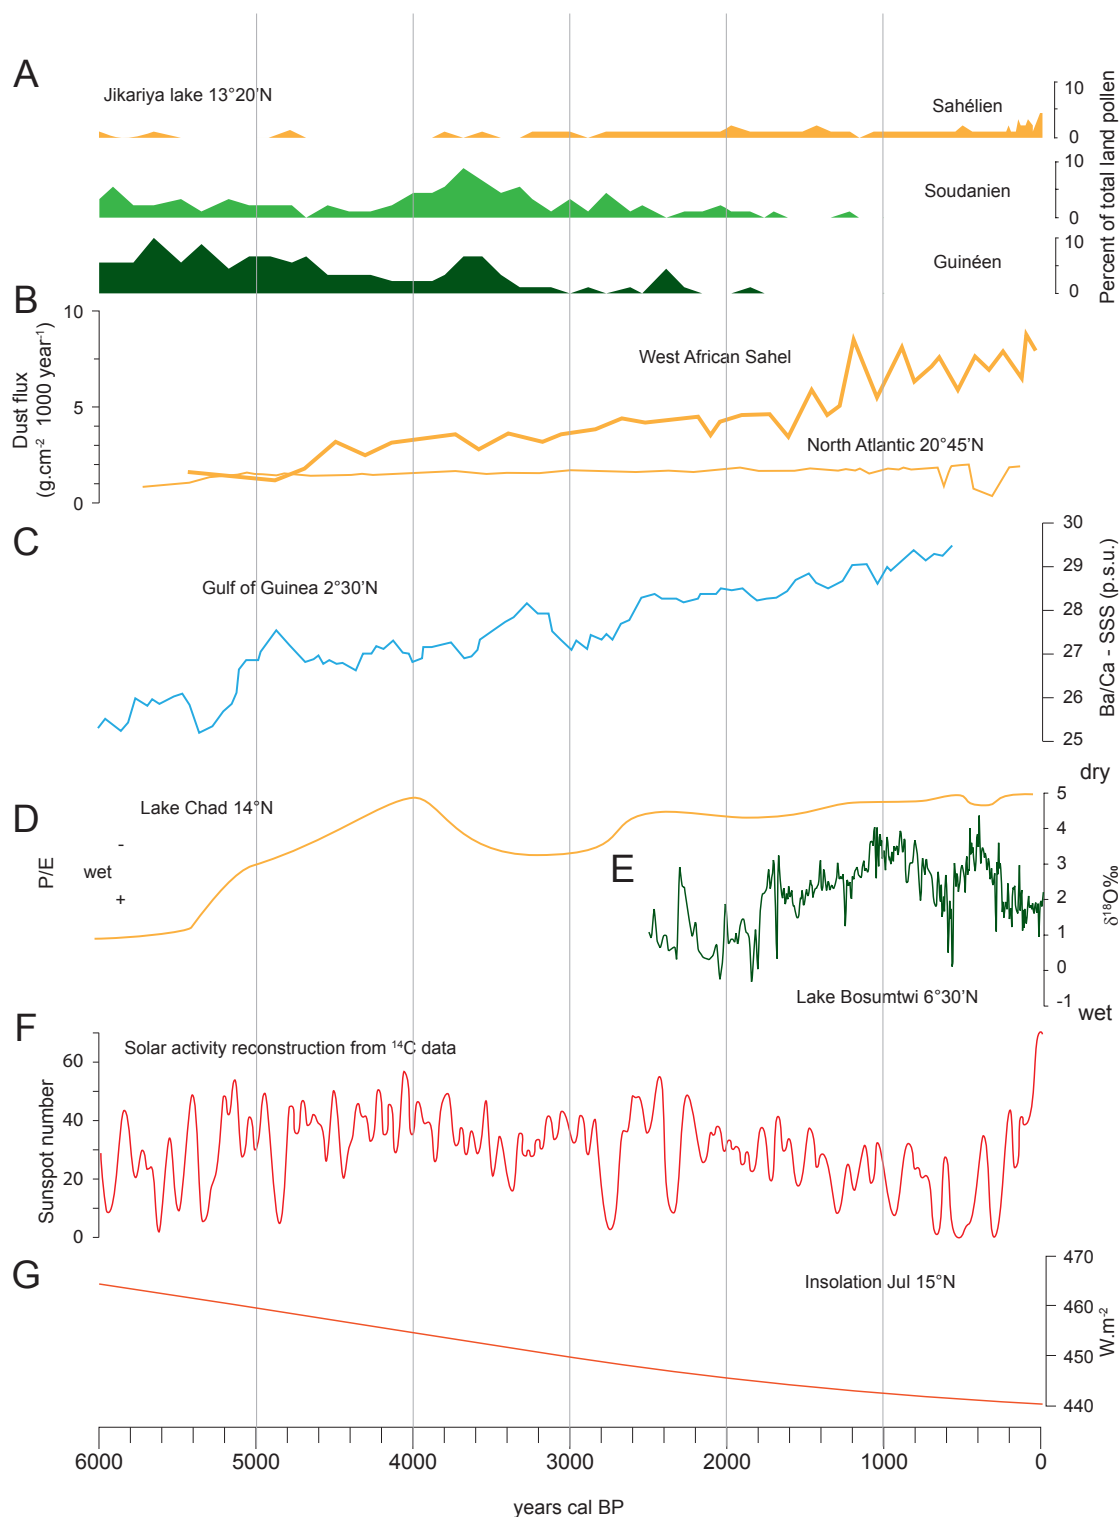 A
Jikariya lake 13°20'N
Sahélien
10
0
Soudanien
10
0
Guinéen
10
0
Percent of total land pollen
B
Dust flux
(g.cm⁻² 1000 year⁻¹)
10
5
0
West African Sahel
North Atlantic 20°45'N
C
Gulf of Guinea 2°30'N
30
29
28
27
26
25
Ba/Ca - SSS (p.s.u.)
dry
D
Lake Chad 14°N
P/E
-
wet
+
E
5
4
3
2
1
0
-1
δ¹⁸O‰
Lake Bosumtwi 6°30'N
wet
F
Solar activity reconstruction from ¹⁴C data
Sunspot number
60
40
20
0
G
Insolation Jul 15°N
470
460
450
440
W.m⁻²
6000 5000 4000 3000 2000 1000 0
years cal BP